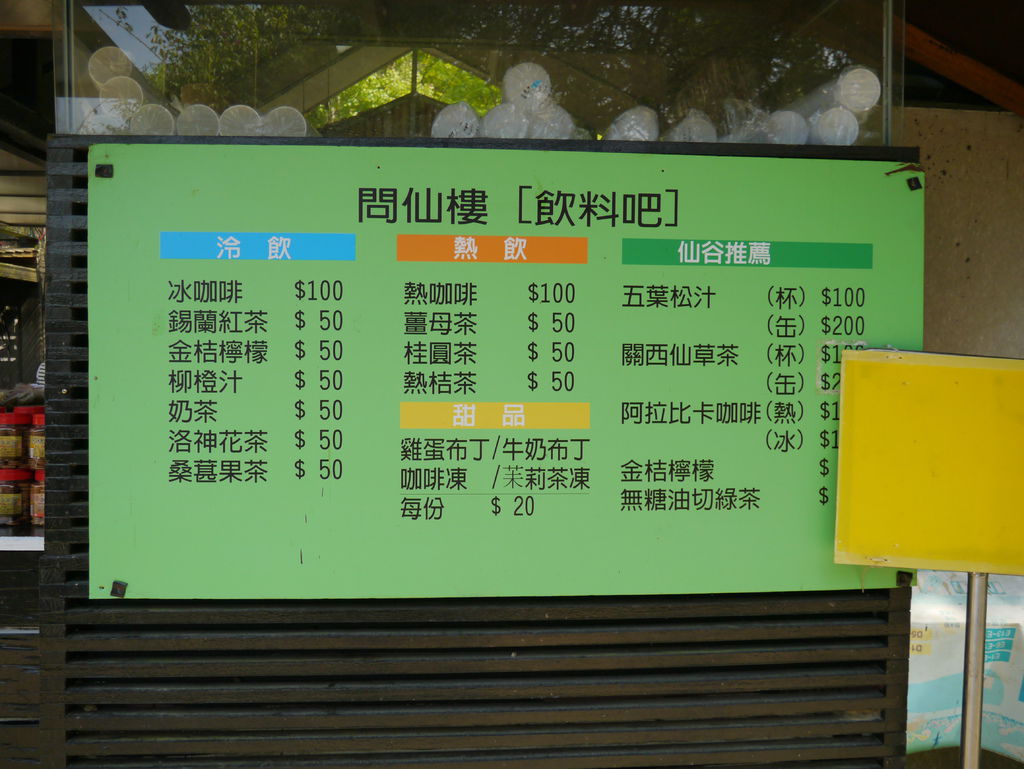 問仙樓［飲料吧］
冷 飲
冰咖啡 $100
錫蘭紅茶 $ 50
金桔檸檬 $ 50
柳橙汁 $ 50
奶茶 $ 50
洛神花茶 $ 50
桑葚果茶 $ 50
熱 飲
熱咖啡 $100
薑母茶 $ 50
桂圓茶 $ 50
熱桔茶 $ 50
甜 品
雞蛋布丁/牛奶布丁
咖啡凍 /茉莉茶凍
每份 $ 20
仙谷推薦
五葉松汁 (杯) $100
(缶) $200
關西仙草茶 (杯)
(缶)
阿拉比卡咖啡(熱)
(冰)
金桔檸檬 $
無糖油切綠茶 $